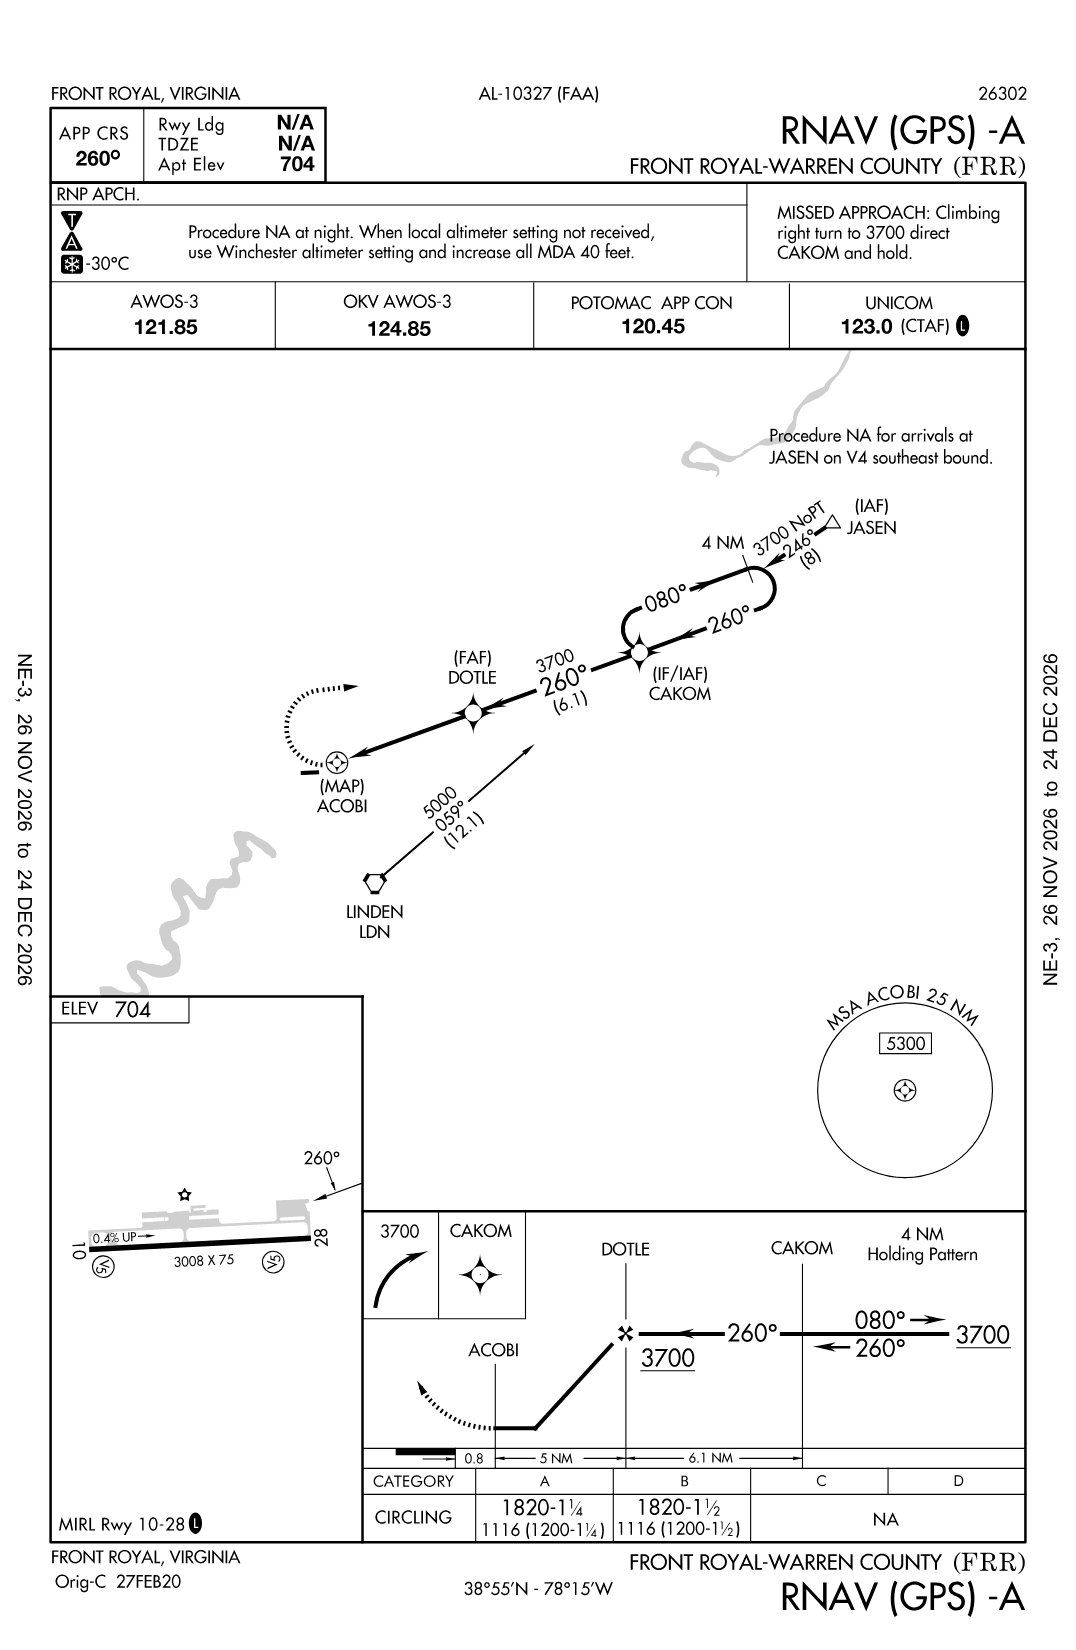 FRONT ROYAL, VIRGINIA
AL-10327 (FAA)
26302
APP CRS
260°
Rwy Ldg N/A
TDZE N/A
Apt Elev 704
RNAV (GPS) -A
FRONT ROYAL-WARREN COUNTY (FRR)
RNP APCH.
T
A
-30°C
Procedure NA at night. When local altimeter setting not received,
use Winchester altimeter setting and increase all MDA 40 feet.
MISSED APPROACH: Climbing
right turn to 3700 direct
CAKOM and hold.
AWOS-3
121.85
OKV AWOS-3
124.85
POTOMAC APP CON
120.45
UNICOM
123.0 (CTAF) L
Procedure NA for arrivals at
JASEN on V4 southeast bound.
(IAF)
JASEN
3700 NoPT
246°
(8)
4 NM
080°
260°
(IF/IAF)
CAKOM
3700
260°
(6.1)
(FAF)
DOTLE
(MAP)
ACOBI
5000
059°
(12.1)
LINDEN
LDN
NE-3, 26 NOV 2026 to 24 DEC 2026
NE-3, 26 NOV 2026 to 24 DEC 2026
MSA ACOBI 25 NM
5300
ELEV 704
260°
0.4% UP
10
28
V5
3008 X 75
V5
MIRL Rwy 10-28 L
3700
CAKOM
DOTLE
CAKOM
4 NM
Holding Pattern
080°
260°
3700
260°
3700
ACOBI
0.8
5 NM
6.1 NM
CATEGORY A B C D
CIRCLING
1820-1¼
1116 (1200-1¼)
1820-1½
1116 (1200-1½)
NA
FRONT ROYAL, VIRGINIA
Orig-C 27FEB20
38°55'N - 78°15'W
FRONT ROYAL-WARREN COUNTY (FRR)
RNAV (GPS) -A